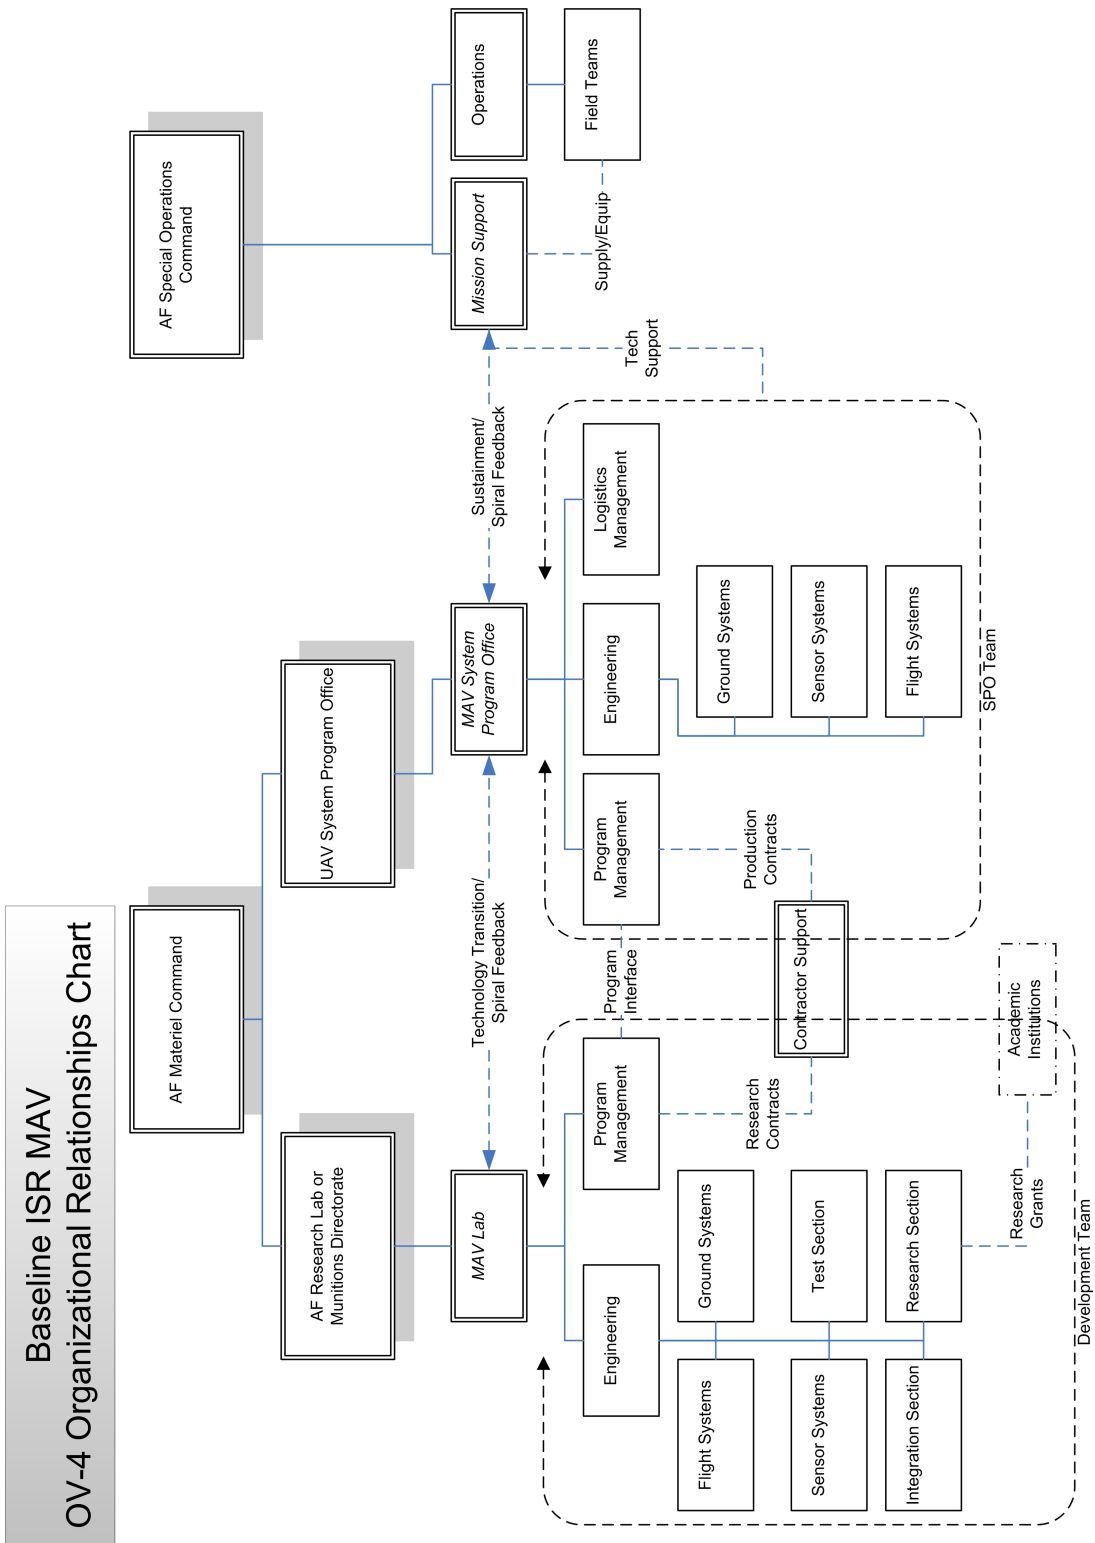 Baseline ISR MAV
OV-4 Organizational Relationships Chart
AF Materiel Command
AF Special Operations
Command
AF Research Lab or
Munitions Directorate
UAV System Program Office
MAV Lab
Technology Transition/
Spiral Feedback
MAV System
Program Office
Sustainment/
Spiral Feedback
Mission Support
Operations
Engineering
Program
Management
Program
Interface
Program
Management
Engineering
Logistics
Management
Supply/Equip
Field Teams
Tech
Support
Flight Systems
Ground Systems
Research
Contracts
Production
Contracts
Ground Systems
Sensor Systems
Test Section
Contractor Support
Sensor Systems
Integration Section
Research Section
Flight Systems
Research
Grants
Academic
Institutions
SPO Team
Development Team